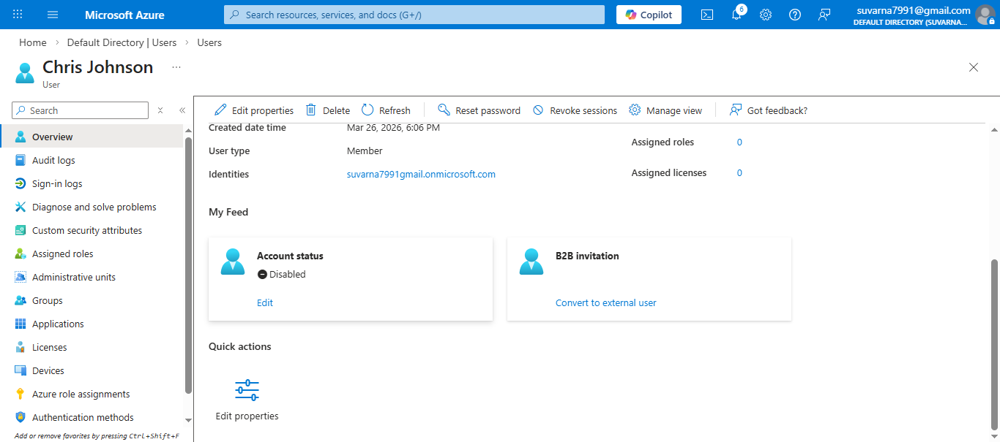 Microsoft Azure
Search resources, services, and docs (G+/)
Copilot
6
suvarna7991@gmail.com
DEFAULT DIRECTORY (SUVARNA...
Home > Default Directory | Users > Users
Chris Johnson ...
User
Search
Overview
Audit logs
Sign-in logs
Diagnose and solve problems
Custom security attributes
Assigned roles
Administrative units
Groups
Applications
Licenses
Devices
Azure role assignments
Authentication methods
Add or remove favorites by pressing Ctrl+Shift+F
Edit properties Delete Refresh Reset password Revoke sessions Manage view Got feedback?
Created date time Mar 26, 2026, 6:06 PM
User type Member
Identities suvarna7991gmail.onmicrosoft.com
Assigned roles 0
Assigned licenses 0
My Feed
Account status
Disabled
Edit
B2B invitation
Convert to external user
Quick actions
Edit properties